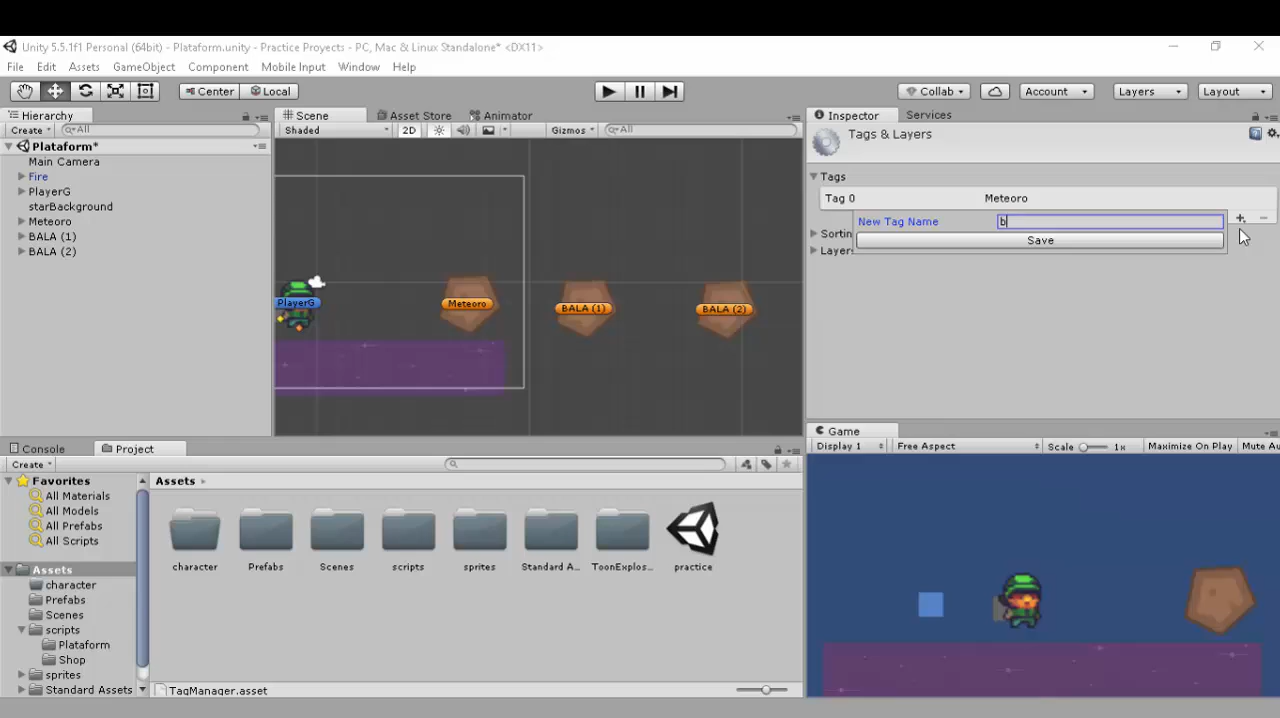 Unity 5.5.1f1 Personal (64bit) - Plataform.unity - Practice Proyects - PC, Mac & Linux Standalone* <DX11>
File Edit Assets GameObject Component Mobile Input Window Help
Center Local Collab Account Layers Layout
Hierarchy
Create All
Plataform*
Main Camera
Fire
PlayerG
starBackground
Meteoro
BALA (1)
BALA (2)
Scene Asset Store Animator
Shaded 2D Gizmos All
PlayerG
Meteoro
BALA (1)
BALA (2)
Inspector Services
Tags & Layers
Tags
Tag 0 Meteoro
New Tag Name b
Save
Sortin
Layer
Console Project
Create
Favorites
All Materials
All Models
All Prefabs
All Scripts
Assets
character
Prefabs
Scenes
scripts
Plataform
Shop
sprites
Standard Assets
Assets
character Prefabs Scenes scripts sprites Standard A... ToonExplos... practice
TagManager.asset
Game
Display 1 Free Aspect Scale 1x Maximize On Play Mute Au